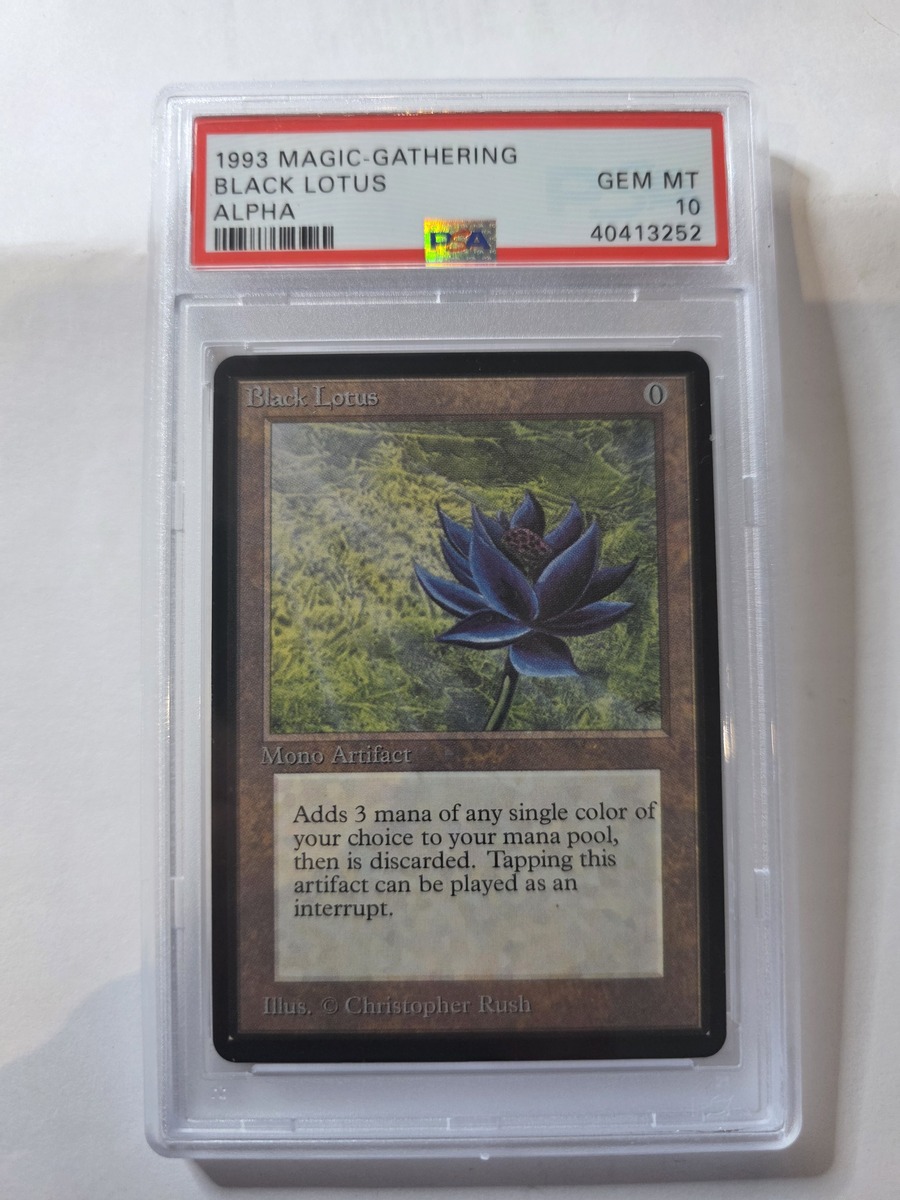 1993 MAGIC-GATHERING
BLACK LOTUS
GEM MT
ALPHA
10
PSA
40413252
Black Lotus
0
Mono Artifact
Adds 3 mana of any single color of
your choice to your mana pool,
then is discarded. Tapping this
artifact can be played as an
interrupt.
Illus. © Christopher Rush